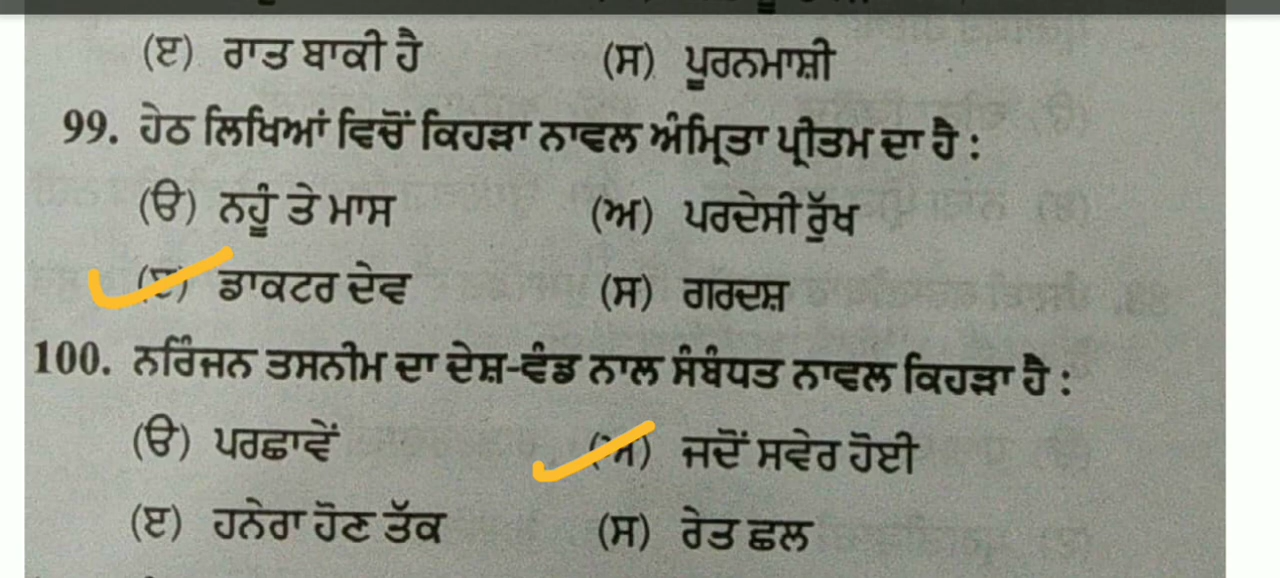 (ੲ) ਰਾਤ ਬਾਕੀ ਹੈ (ਸ) ਪੂਰਨਮਾਸ਼ੀ
99. ਹੇਠ ਲਿਖਿਆਂ ਵਿਚੋਂ ਕਿਹੜਾ ਨਾਵਲ ਅੰਮ੍ਰਿਤਾ ਪ੍ਰੀਤਮ ਦਾ ਹੈ :
(ੳ) ਨਹੂੰ ਤੇ ਮਾਸ (ਅ) ਪਰਦੇਸੀ ਰੁੱਖ
(ੲ) ਡਾਕਟਰ ਦੇਵ (ਸ) ਗਰਦਸ਼
100. ਨਰਿੰਜਨ ਤਸਨੀਮ ਦਾ ਦੇਸ਼-ਵੰਡ ਨਾਲ ਸੰਬੰਧਤ ਨਾਵਲ ਕਿਹੜਾ ਹੈ :
(ੳ) ਪਰਛਾਵੇਂ (ਅ) ਜਦੋਂ ਸਵੇਰ ਹੋਈ
(ੲ) ਹਨੇਰਾ ਹੋਣ ਤੱਕ (ਸ) ਰੇਤ ਛਲ